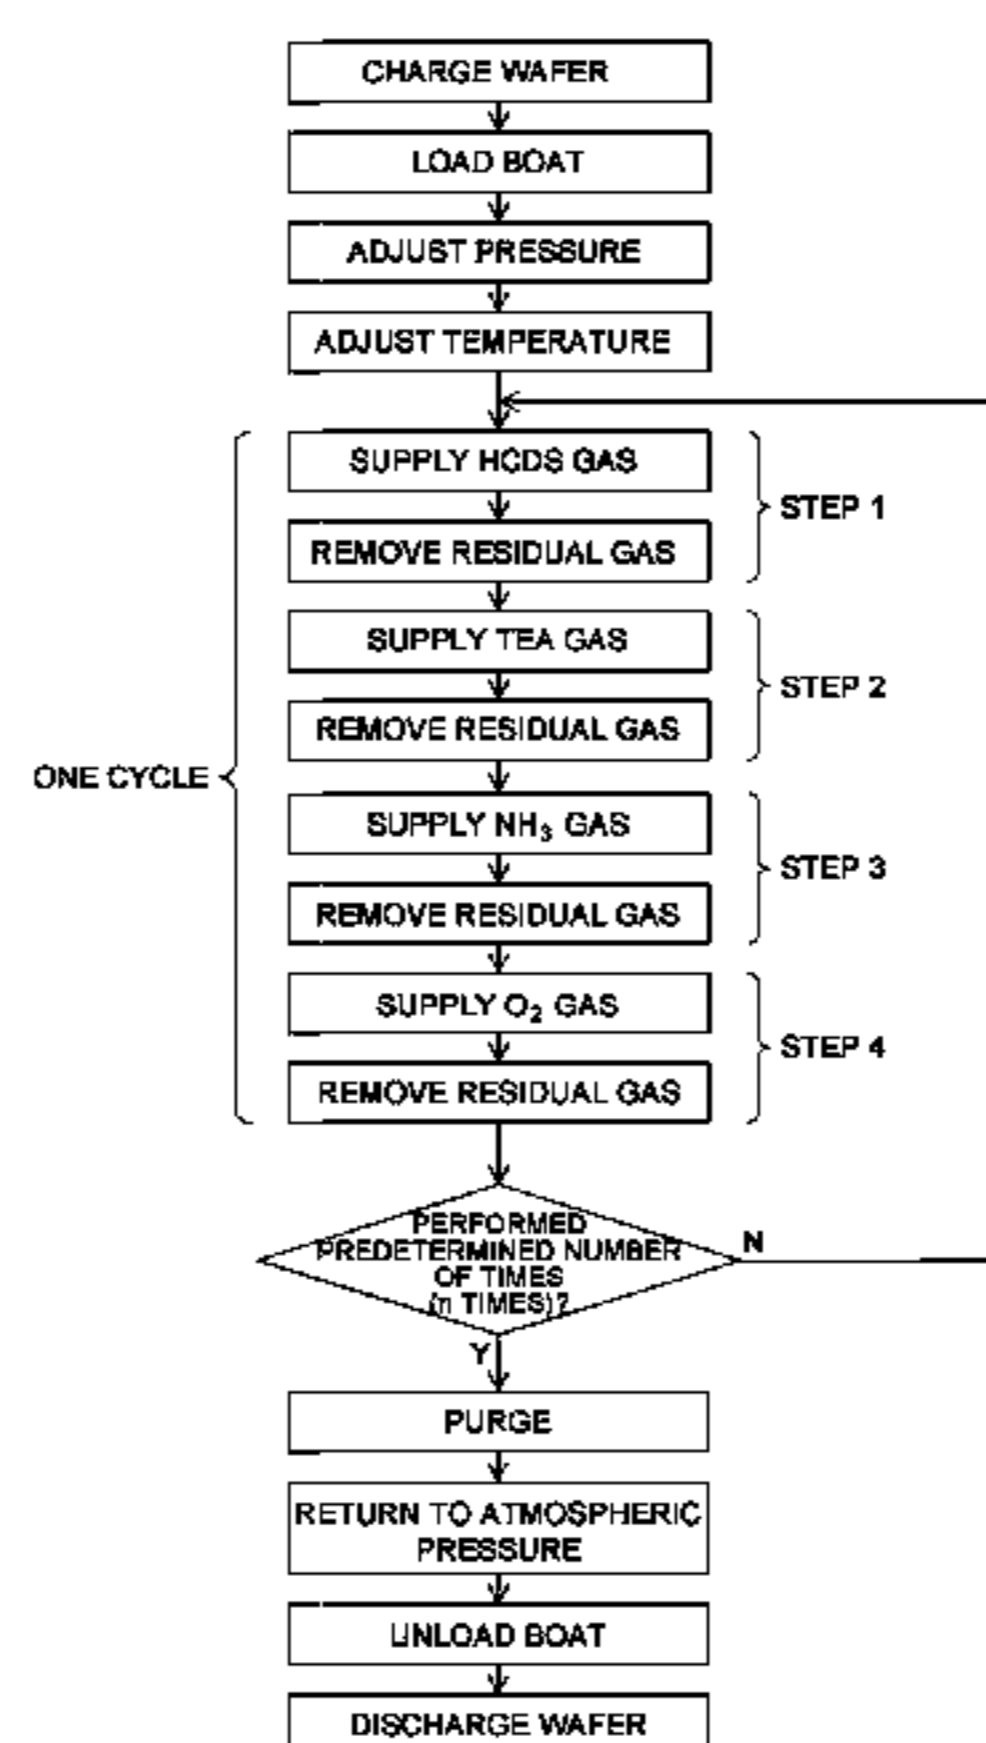 CHARGE WAFER
LOAD BOAT
ADJUST PRESSURE
ADJUST TEMPERATURE
SUPPLY HCDS GAS
REMOVE RESIDUAL GAS
STEP 1
SUPPLY TEA GAS
REMOVE RESIDUAL GAS
STEP 2
ONE CYCLE
SUPPLY NH₃ GAS
REMOVE RESIDUAL GAS
STEP 3
SUPPLY O₂ GAS
REMOVE RESIDUAL GAS
STEP 4
PERFORMED
PREDETERMINED NUMBER
OF TIMES
(n TIMES)?
N
Y
PURGE
RETURN TO ATMOSPHERIC
PRESSURE
UNLOAD BOAT
DISCHARGE WAFER